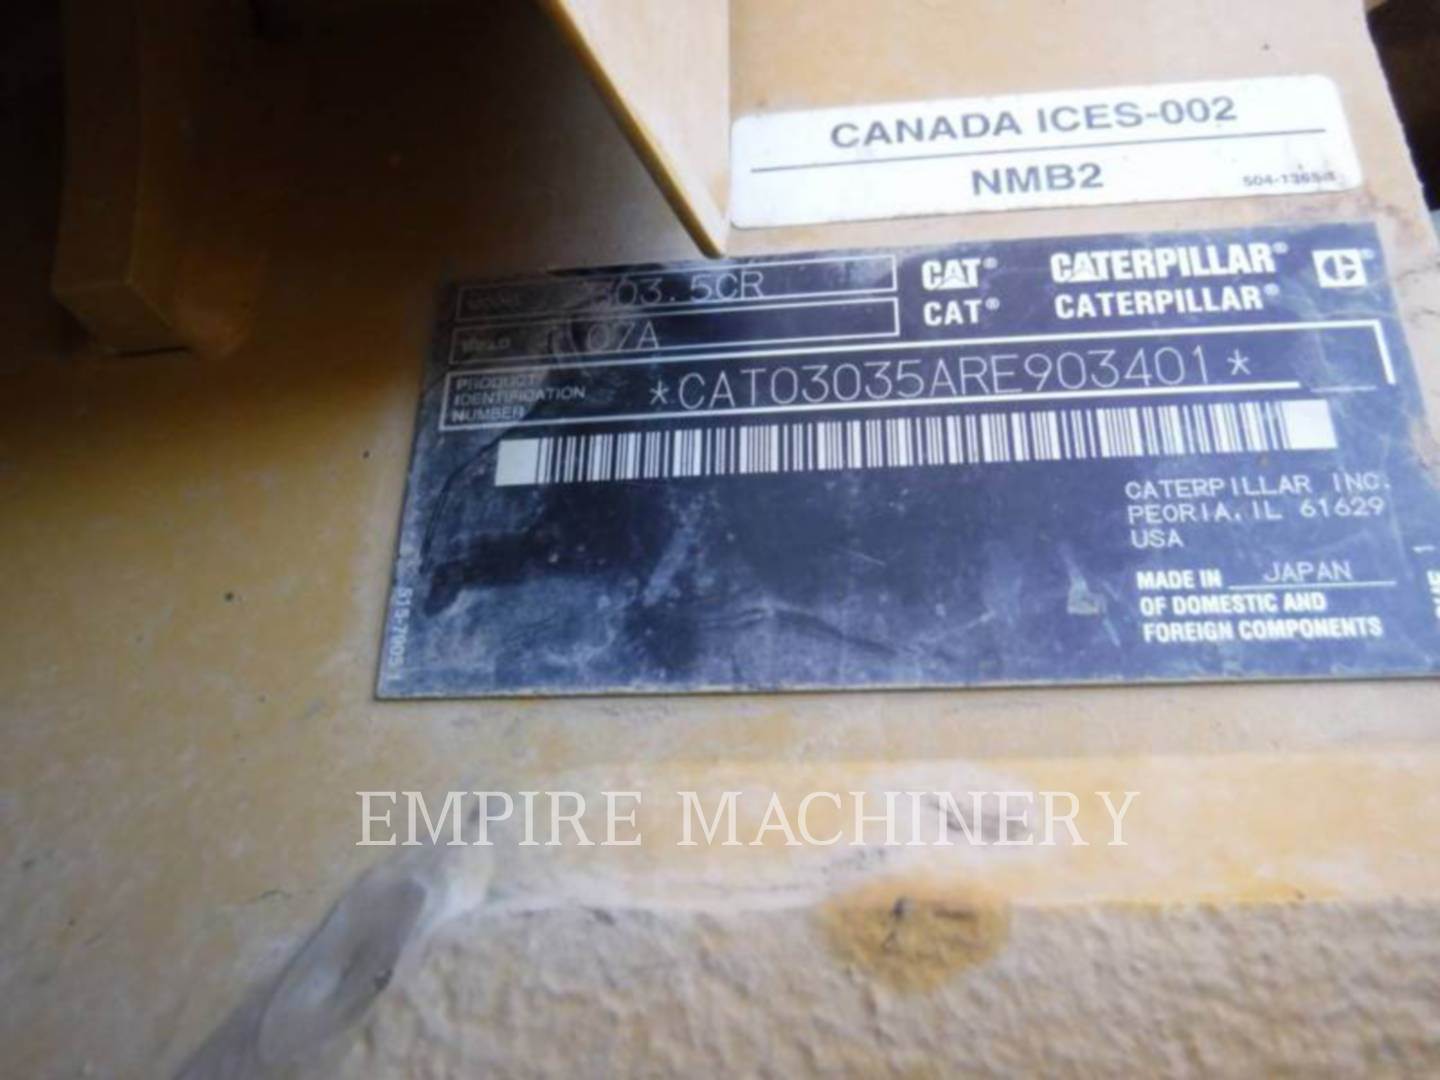 CANADA ICES-002
NMB2
303.5CR
07A
CAT® CATERPILLAR®
CAT® CATERPILLAR®
PRODUCT
IDENTIFICATION
NUMBER
*CAT03035ARE903401*
CATERPILLAR INC.
PEORIA, IL 61629
USA
MADE IN JAPAN
OF DOMESTIC AND
FOREIGN COMPONENTS
EMPIRE MACHINERY